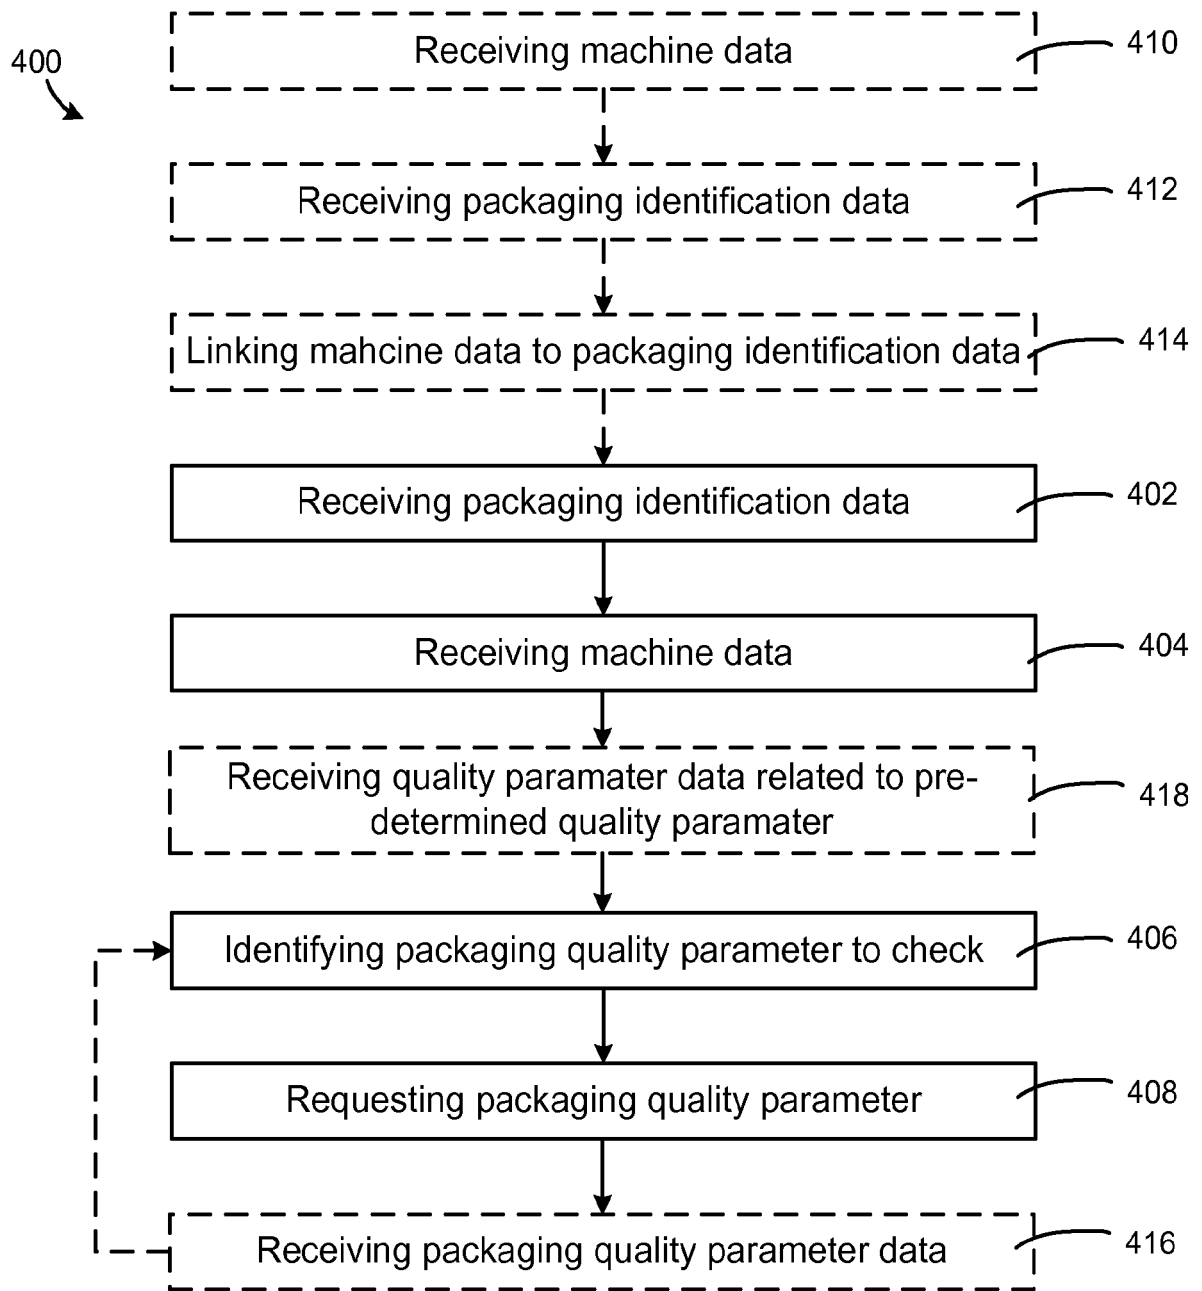 400
Receiving machine data
410
Receiving packaging identification data
412
Linking mahcine data to packaging identification data
414
Receiving packaging identification data
402
Receiving machine data
404
Receiving quality paramater data related to pre-
determined quality paramater
418
Identifying packaging quality parameter to check
406
Requesting packaging quality parameter
408
Receiving packaging quality parameter data
416